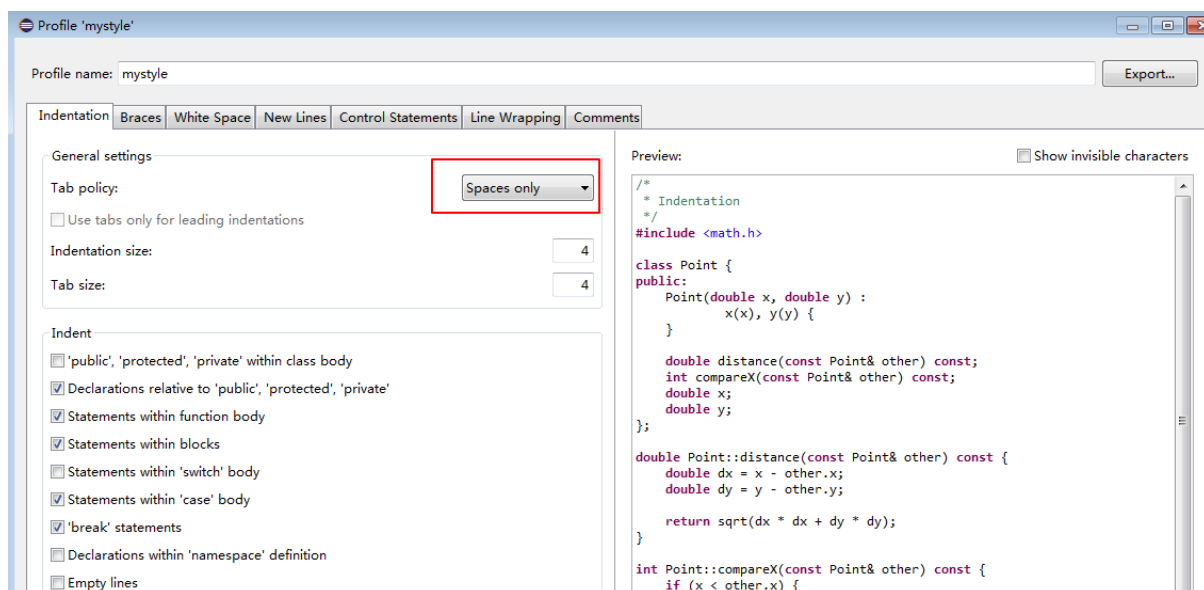 Profile 'mystyle'
Profile name: mystyle
Export...
Indentation Braces White Space New Lines Control Statements Line Wrapping Comments
General settings
Tab policy: Spaces only
Use tabs only for leading indentations
Indentation size: 4
Tab size: 4
Indent
'public', 'protected', 'private' within class body
Declarations relative to 'public', 'protected', 'private'
Statements within function body
Statements within blocks
Statements within 'switch' body
Statements within 'case' body
'break' statements
Declarations within 'namespace' definition
Empty lines
Preview:
Show invisible characters
/*
 * Indentation
 */
#include <math.h>
class Point {
public:
    Point(double x, double y) :
            x(x), y(y) {
    }
    double distance(const Point& other) const;
    int compareX(const Point& other) const;
    double x;
    double y;
};
double Point::distance(const Point& other) const {
    double dx = x - other.x;
    double dy = y - other.y;
    return sqrt(dx * dx + dy * dy);
}
int Point::compareX(const Point& other) const {
    if (x < other.x) {